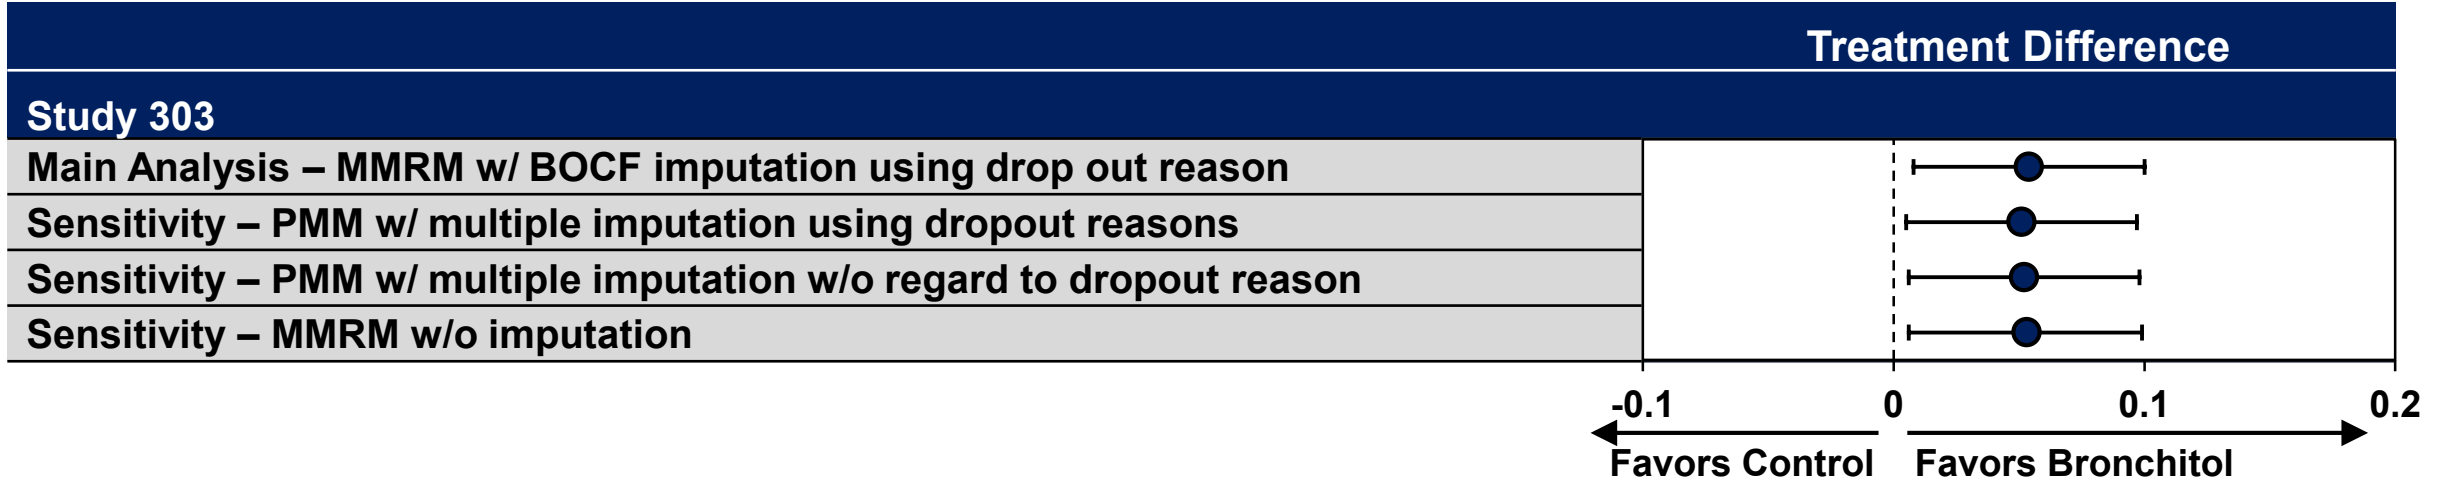 Treatment Difference
Study 303
Main Analysis – MMRM w/ BOCF imputation using drop out reason
Sensitivity – PMM w/ multiple imputation using dropout reasons
Sensitivity – PMM w/ multiple imputation w/o regard to dropout reason
Sensitivity – MMRM w/o imputation
-0.1 0 0.1 0.2
Favors Control Favors Bronchitol